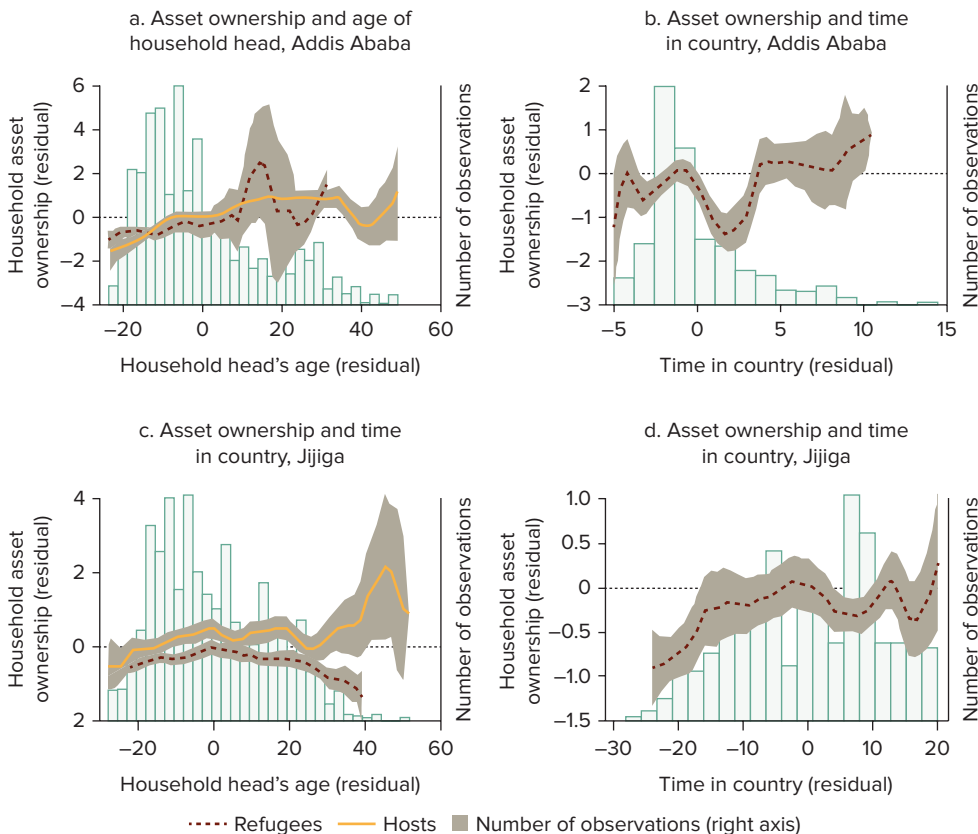 a. Asset ownership and age of
household head, Addis Ababa
Household asset
ownership (residual)
6
4
2
0
−2
−4
−20
0
20
40
60
Number of observations
Household head's age (residual)
b. Asset ownership and time
in country, Addis Ababa
Household asset
ownership (residual)
2
1
0
−1
−2
−3
−5
0
5
10
15
Number of observations
Time in country (residual)
c. Asset ownership and time
in country, Jijiga
Household asset
ownership (residual)
4
2
0
2
−20
0
20
40
60
Number of observations
Household head's age (residual)
d. Asset ownership and time
in country, Jijiga
Household asset
ownership (residual)
1.0
0.5
0
−0.5
−1.0
−1.5
−30
−20
−10
0
10
20
Number of observations
Time in country (residual)
Refugees
Hosts
Number of observations (right axis)